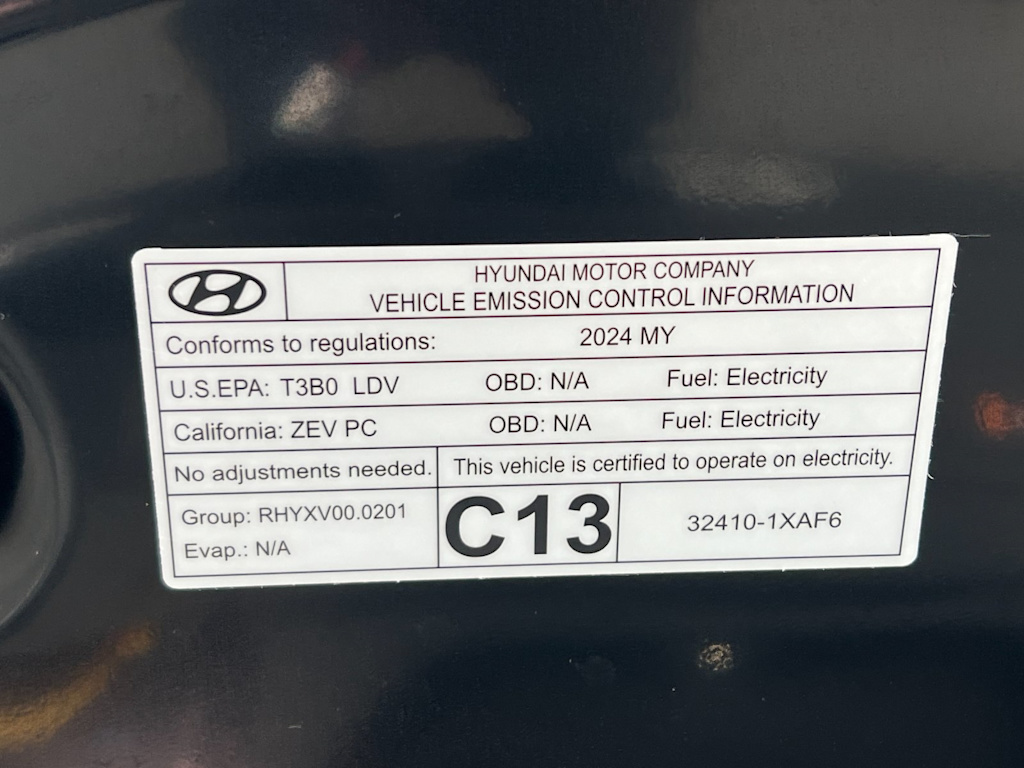 HYUNDAI MOTOR COMPANY
VEHICLE EMISSION CONTROL INFORMATION
Conforms to regulations: 2024 MY
U.S.EPA: T3B0 LDV OBD: N/A Fuel: Electricity
California: ZEV PC OBD: N/A Fuel: Electricity
No adjustments needed. This vehicle is certified to operate on electricity.
Group: RHYXV00.0201
Evap.: N/A
C13
32410-1XAF6